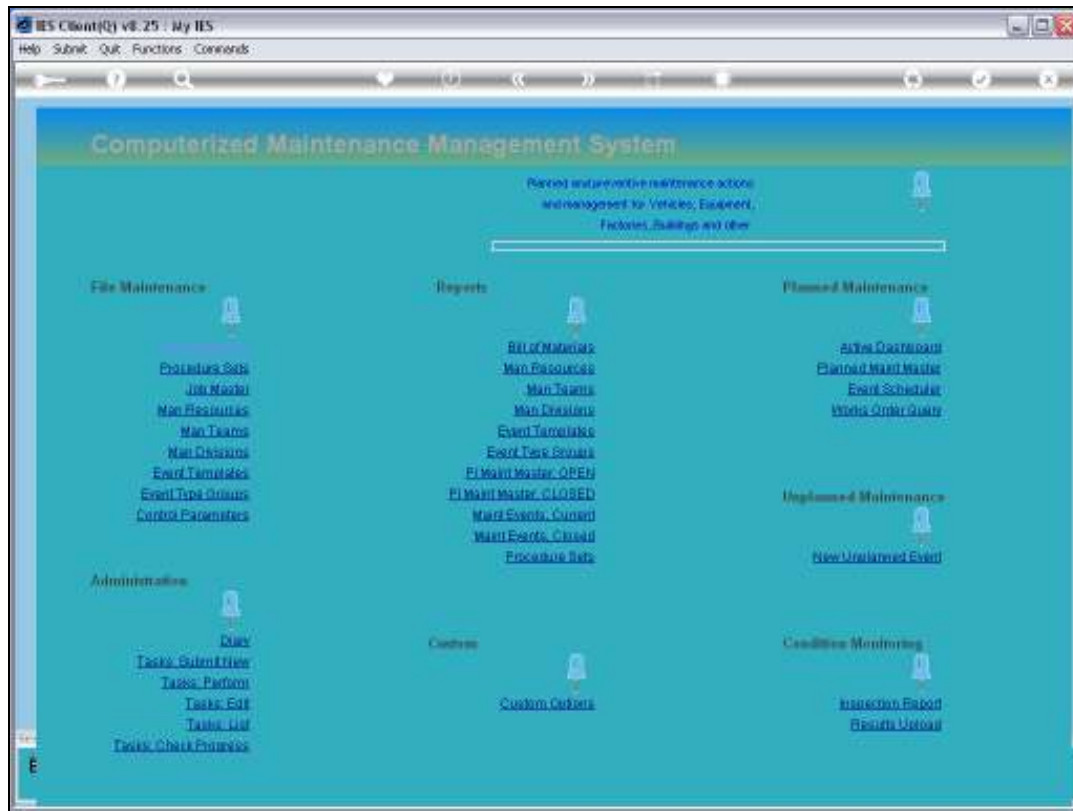 IES Client(Q) v8.25 : My IES
Help Submit Quit Functions Commands
Computerized Maintenance Management System
Planned and preventive maintenance actions
and management for Vehicles, Equipment,
Factories, Buildings and other
File Maintenance
Procedure Sets
Job Master
Man Resources
Man Teams
Man Divisions
Event Templates
Event Type Groups
Control Parameters
Administration
Diary
Tasks: Submit New
Tasks: Perform
Tasks: Edit
Tasks: List
Tasks: Check Progress
Reports
Bill of Materials
Man Resources
Man Teams
Man Divisions
Event Templates
Event Type Groups
Pl Maint Master, OPEN
Pl Maint Master, CLOSED
Maint Events, Current
Maint Events, Closed
Procedure Sets
Custom
Custom Options
Planned Maintenance
Active Dashboard
Planned Maint Master
Event Scheduler
Works Order Query
Unplanned Maintenance
New Unplanned Event
Condition Monitoring
Inspection Report
Results Upload